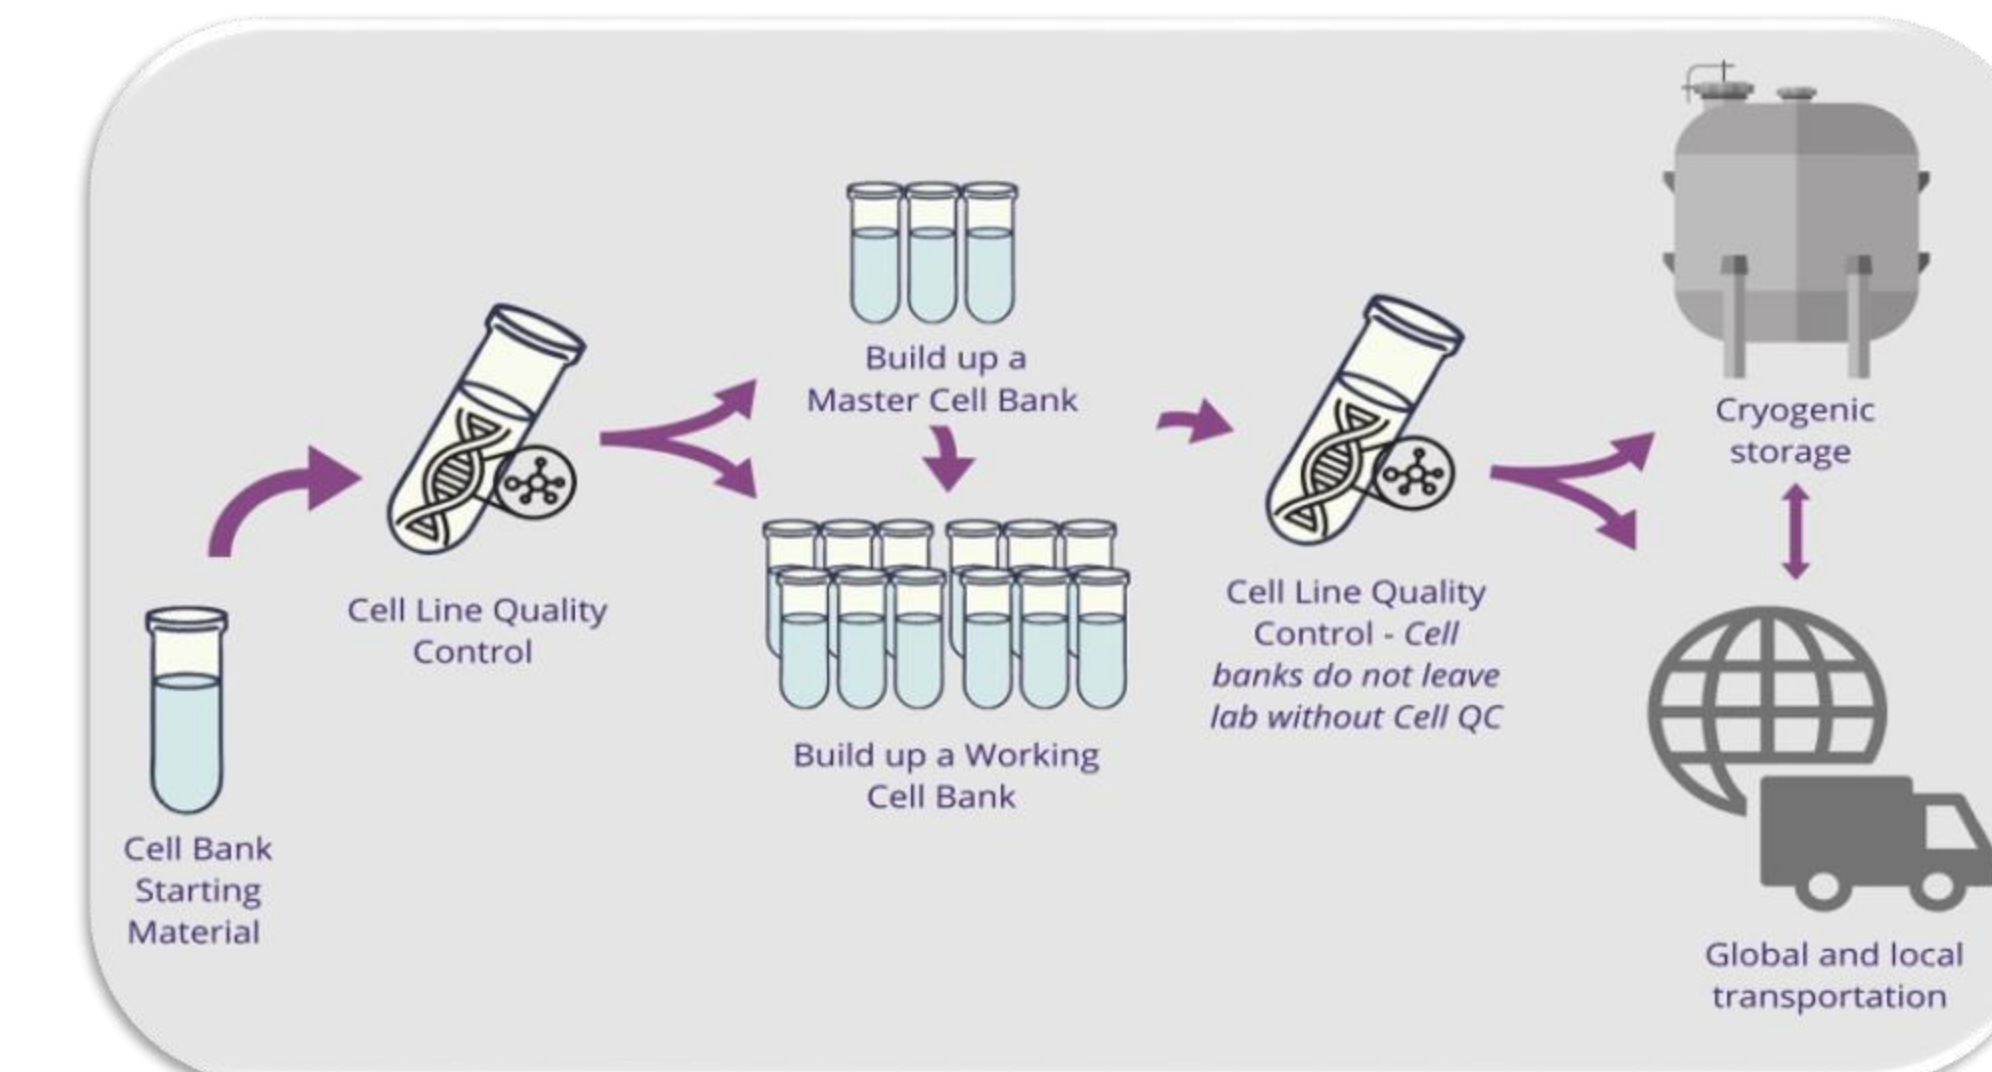 Cell Bank
Starting
Material
Cell Line Quality
Control
Build up a
Master Cell Bank
Build up a Working
Cell Bank
Cell Line Quality
Control - Cell
banks do not leave
lab without Cell QC
Cryogenic
storage
Global and local
transportation